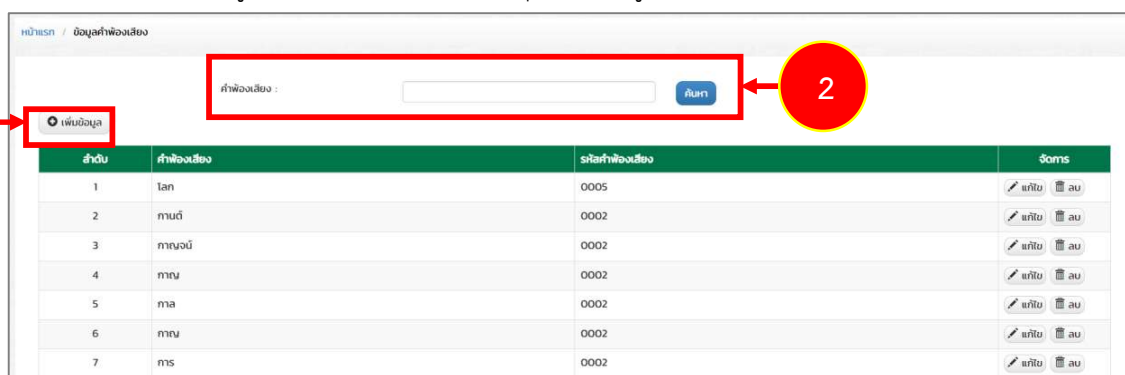 หน้าแรก / ข้อมูลคำพ้องเสียง
คำพ้องเสียง : ค้นหา 2
เพิ่มข้อมูล
ลำดับ คำพ้องเสียง รหัสคำพ้องเสียง จัดการ
1 โลก 0005 แก้ไข ลบ
2 กานต์ 0002 แก้ไข ลบ
3 กาญจน์ 0002 แก้ไข ลบ
4 กาญ 0002 แก้ไข ลบ
5 กาล 0002 แก้ไข ลบ
6 กาญ 0002 แก้ไข ลบ
7 การ 0002 แก้ไข ลบ